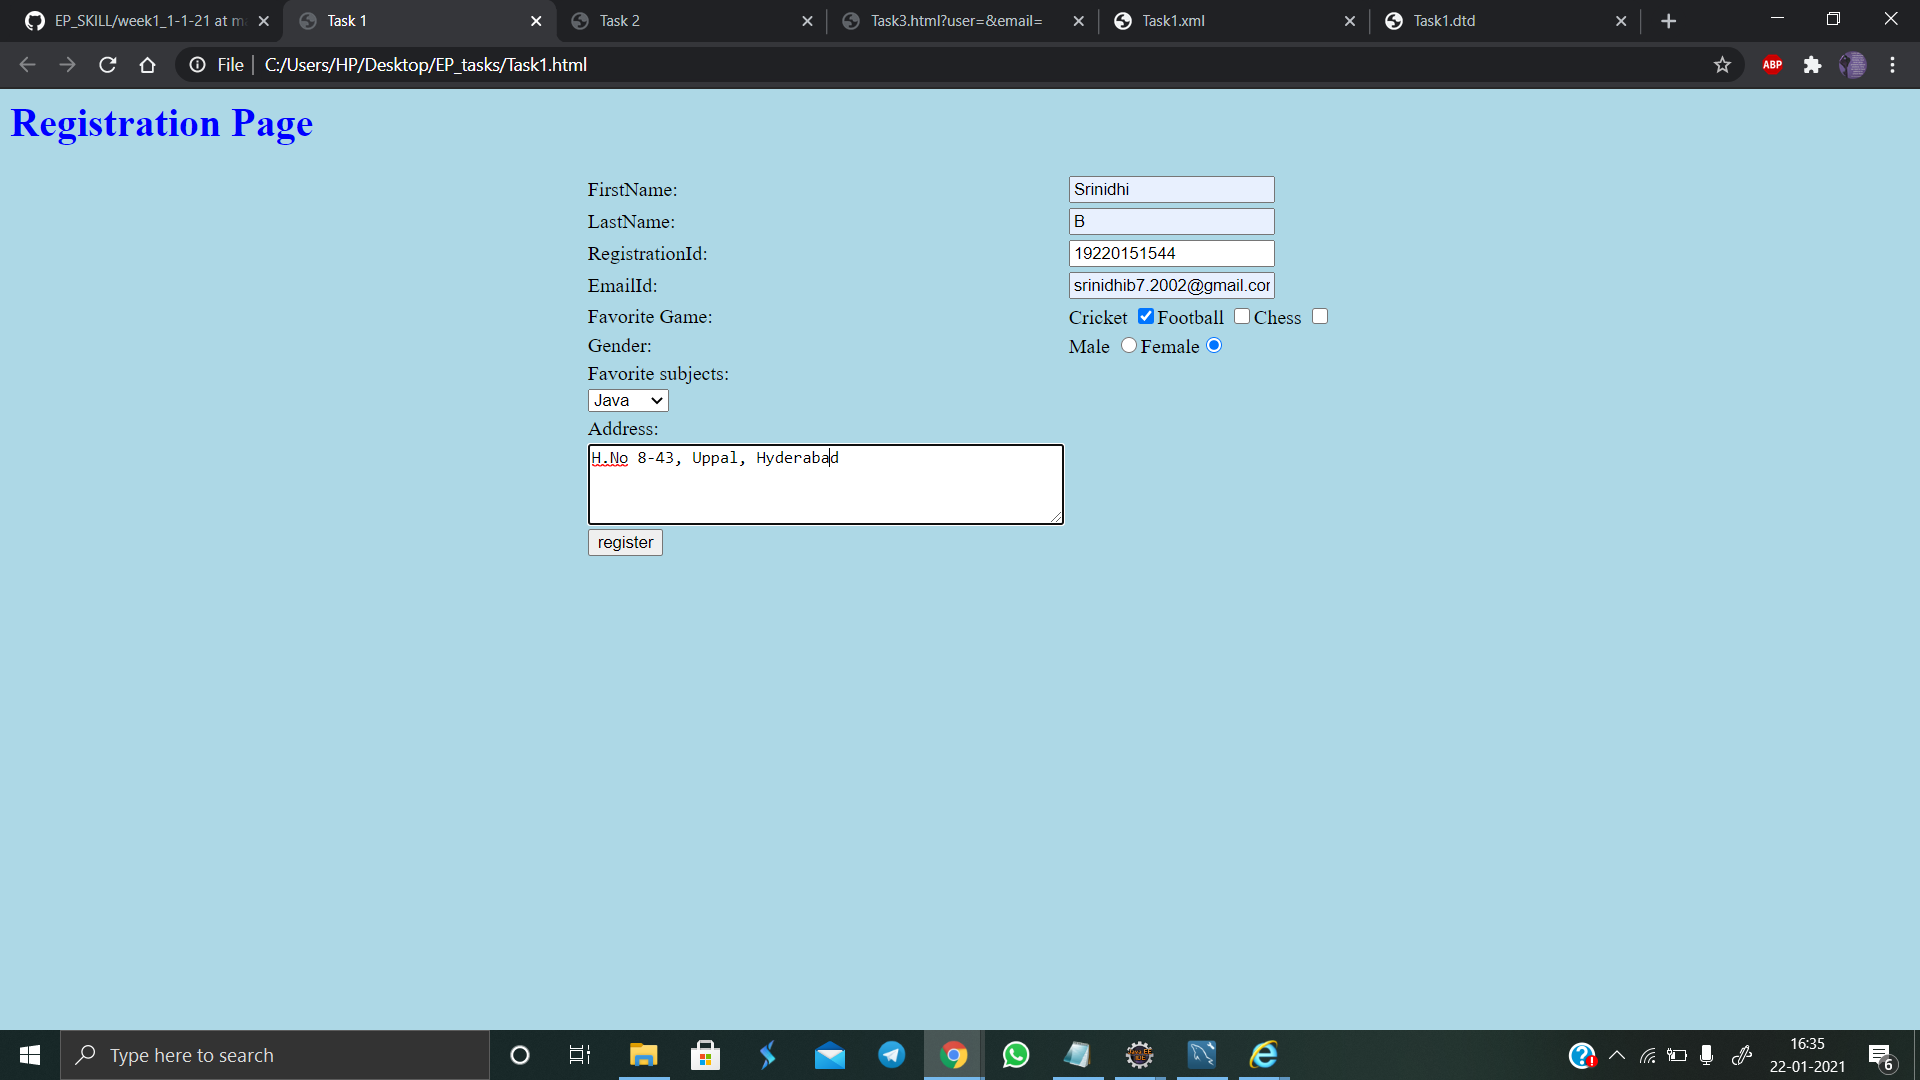 EP_SKILL/week1_1-1-21 at m
Task 1
Task 2
Task3.html?user=&email=
Task1.xml
Task1.dtd
File
C:/Users/HP/Desktop/EP_tasks/Task1.html
ABP
Registration Page
FirstName: Srinidhi
LastName: B
RegistrationId: 19220151544
EmailId: srinidhib7.2002@gmail.com
Favorite Game: Cricket Football Chess
Gender: Male Female
Favorite subjects:
Java
Address:
H.No 8-43, Uppal, Hyderabad
register
Type here to search
16:35
22-01-2021
6